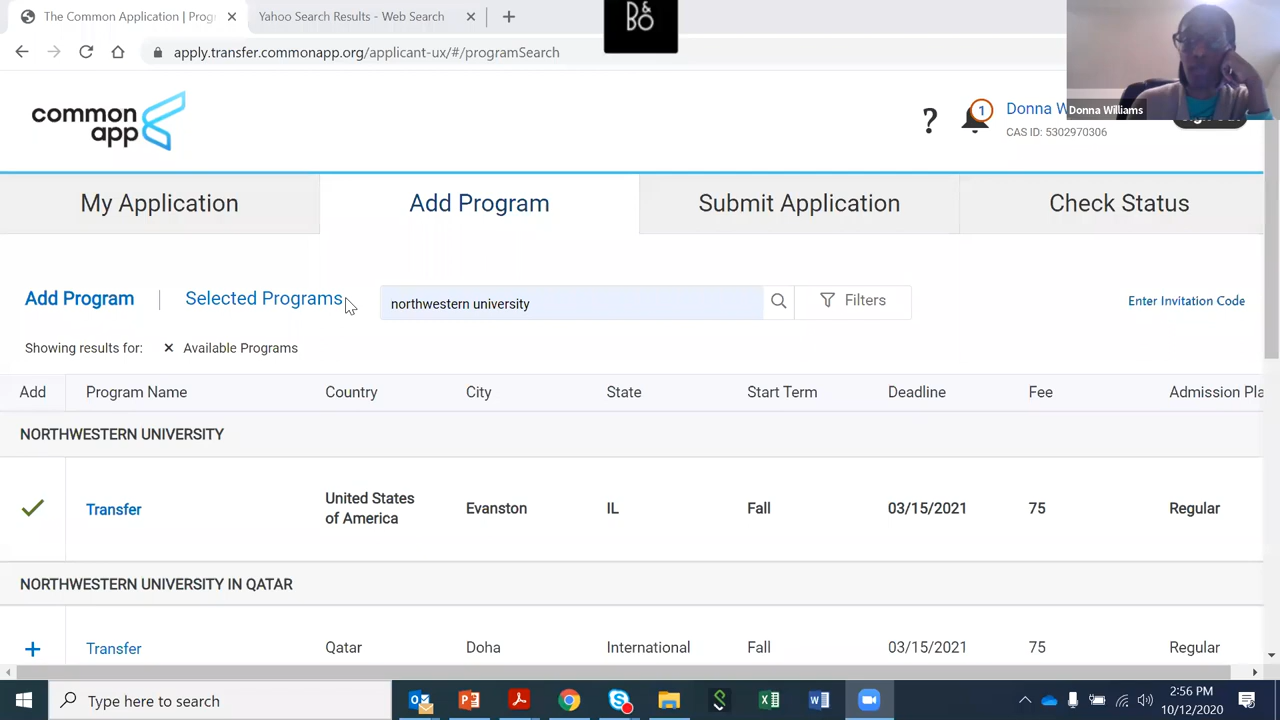 The Common Application | Prog
Yahoo Search Results - Web Search
B&
BO
apply.transfer.commonapp.org/applicant-ux/#/programSearch
Donna Williams
common
app
?
1
Donna W
CAS ID: 5302970306
My Application
Add Program
Submit Application
Check Status
Add Program
Selected Programs
northwestern university
Filters
Enter Invitation Code
Showing results for:
Available Programs
Add Program Name Country City State Start Term Deadline Fee Admission Pla
NORTHWESTERN UNIVERSITY
Transfer
United States
of America
Evanston IL Fall 03/15/2021 75 Regular
NORTHWESTERN UNIVERSITY IN QATAR
Transfer Qatar Doha International Fall 03/15/2021 75 Regular
Type here to search
2:56 PM
10/12/2020